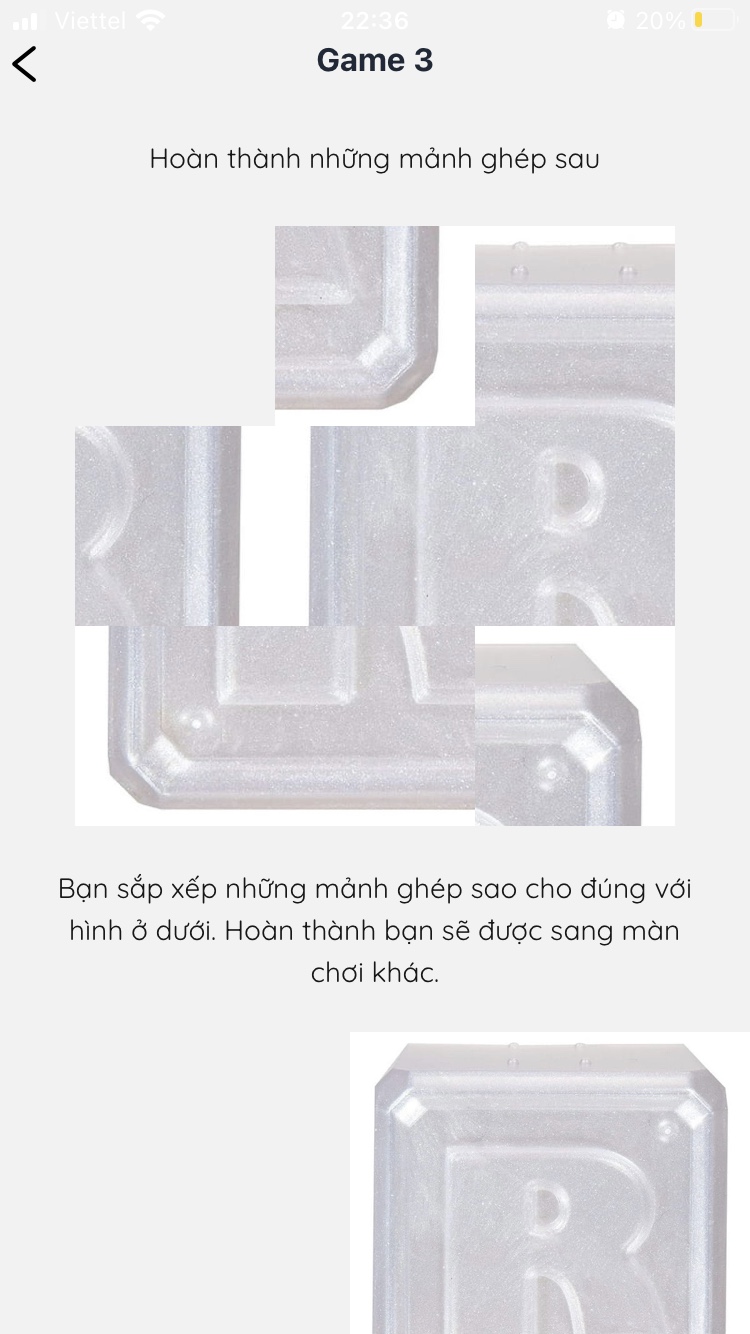 Viettel 22:36 20%
Game 3
Hoàn thành những mảnh ghép sau
R
Bạn sắp xếp những mảnh ghép sao cho đúng với
hình ở dưới. Hoàn thành bạn sẽ được sang màn
chơi khác.
R